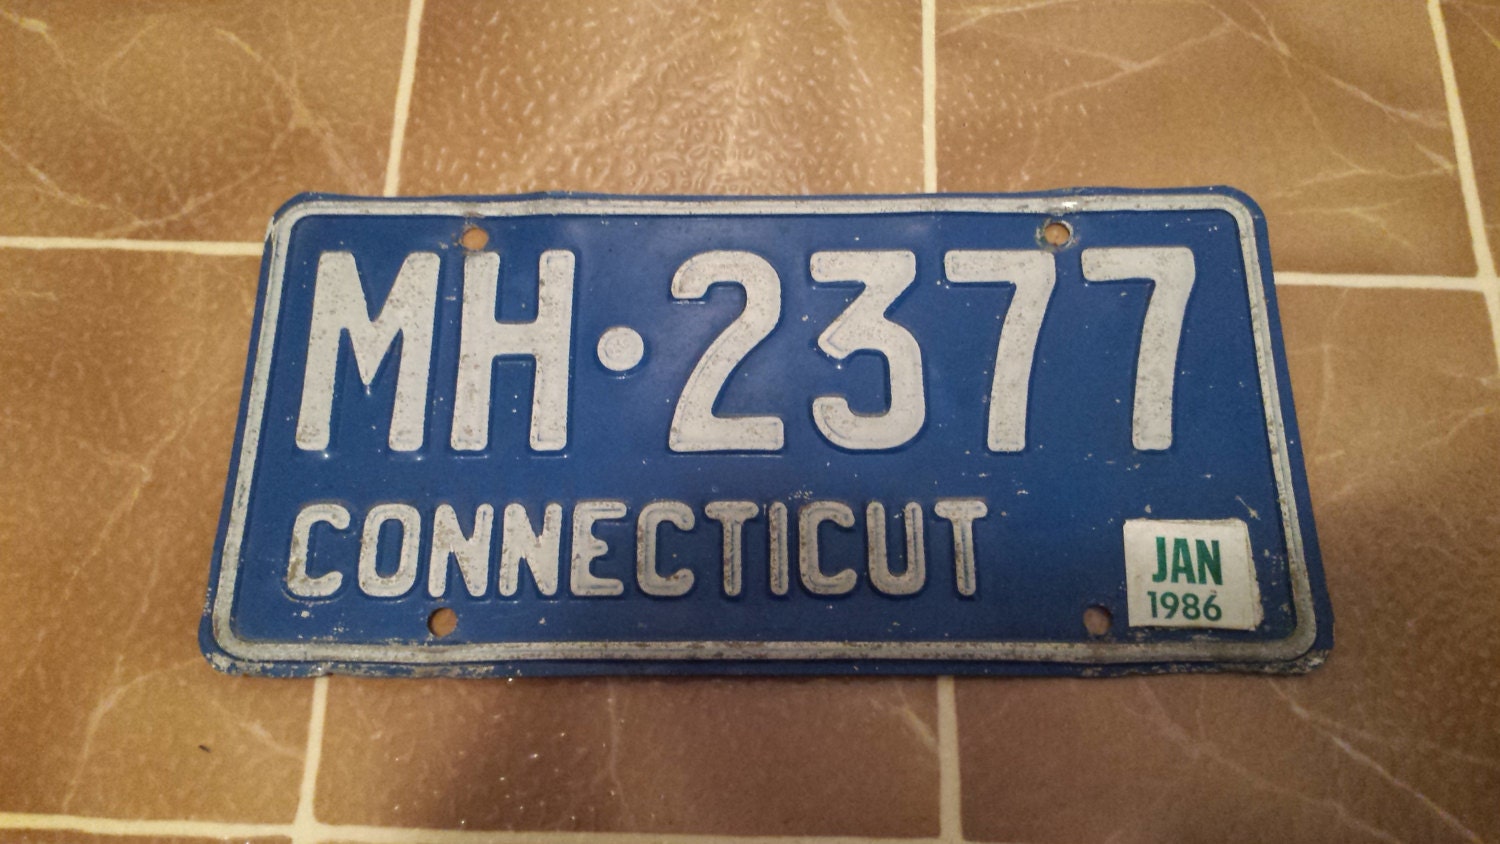 MH·2377
CONNECTICUT
JAN
1986